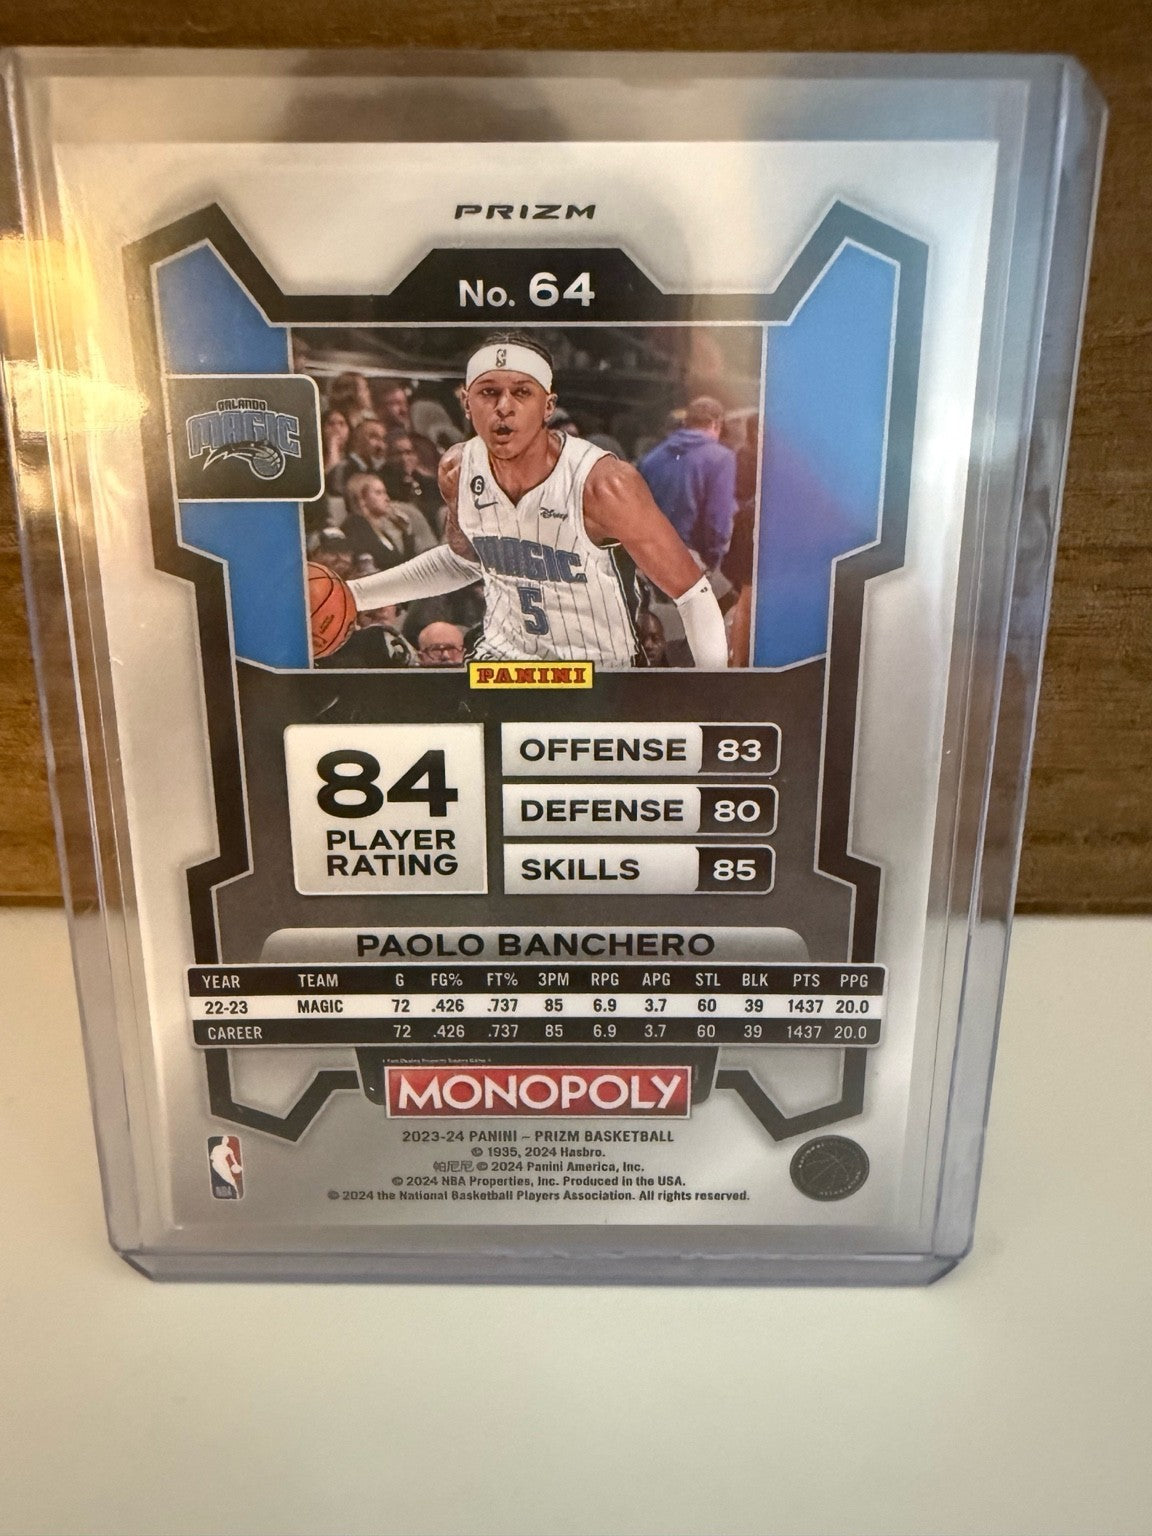 PRIZM
No. 64
ORLANDO
MAGIC
6
Disney
MAGIC
5
PANINI
84
PLAYER
RATING
OFFENSE 83
DEFENSE 80
SKILLS 85
PAOLO BANCHERO
YEAR TEAM G FG% FT% 3PM RPG APG STL BLK PTS PPG
22-23 MAGIC 72 .426 .737 85 6.9 3.7 60 39 1437 20.0
CAREER 72 .426 .737 85 6.9 3.7 60 39 1437 20.0
MONOPOLY
2023-24 PANINI – PRIZM BASKETBALL
© 1935, 2024 Hasbro.
帕尼尼 © 2024 Panini America, Inc.
© 2024 NBA Properties, Inc. Produced in the USA.
© 2024 the National Basketball Players Association. All rights reserved.
NBA